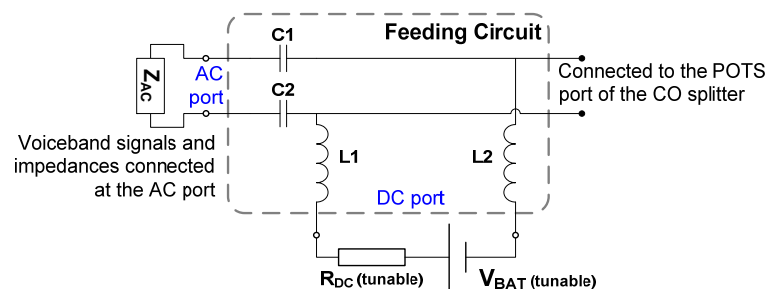 Feeding Circuit
C1
ZAC
AC
port
C2
Connected to the POTS
port of the CO splitter
Voiceband signals and
impedances connected
at the AC port
L1
L2
DC port
RDC (tunable)
VBAT (tunable)